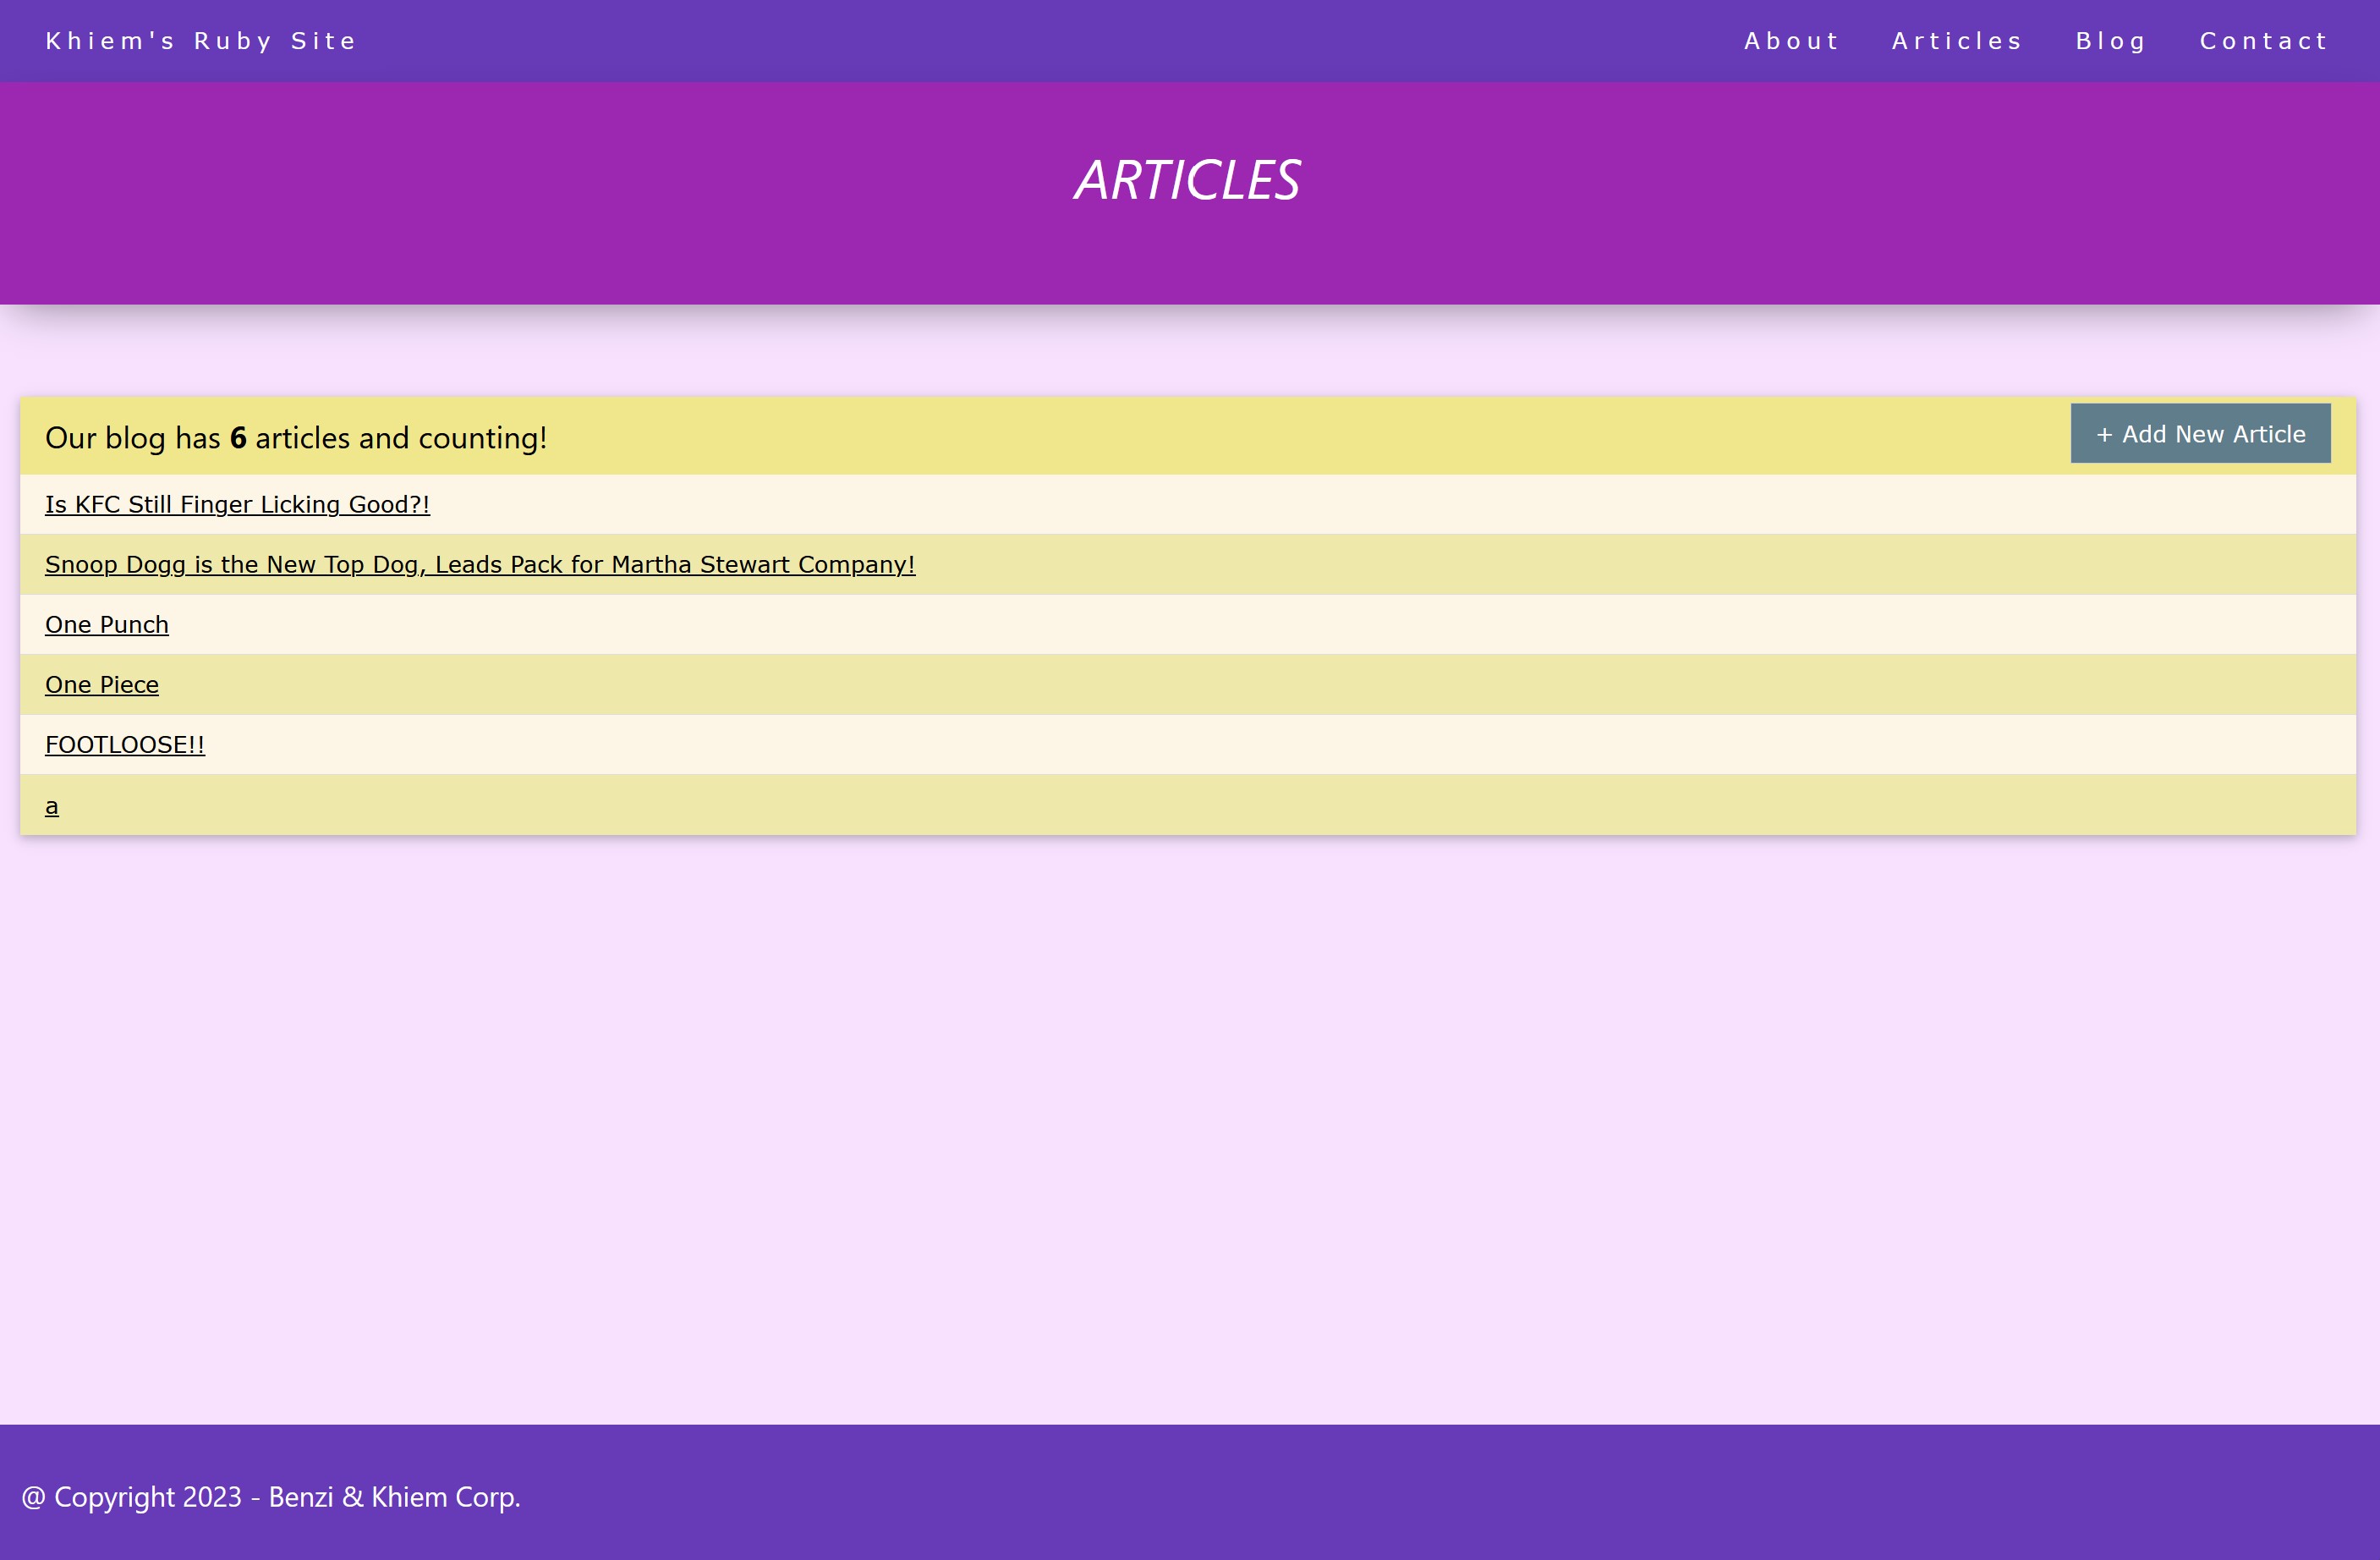 Khiem's Ruby Site About Articles Blog Contact
ARTICLES
Our blog has 6 articles and counting! + Add New Article
Is KFC Still Finger Licking Good?!
Snoop Dogg is the New Top Dog, Leads Pack for Martha Stewart Company!
One Punch
One Piece
FOOTLOOSE!!
a
@ Copyright 2023 - Benzi & Khiem Corp.